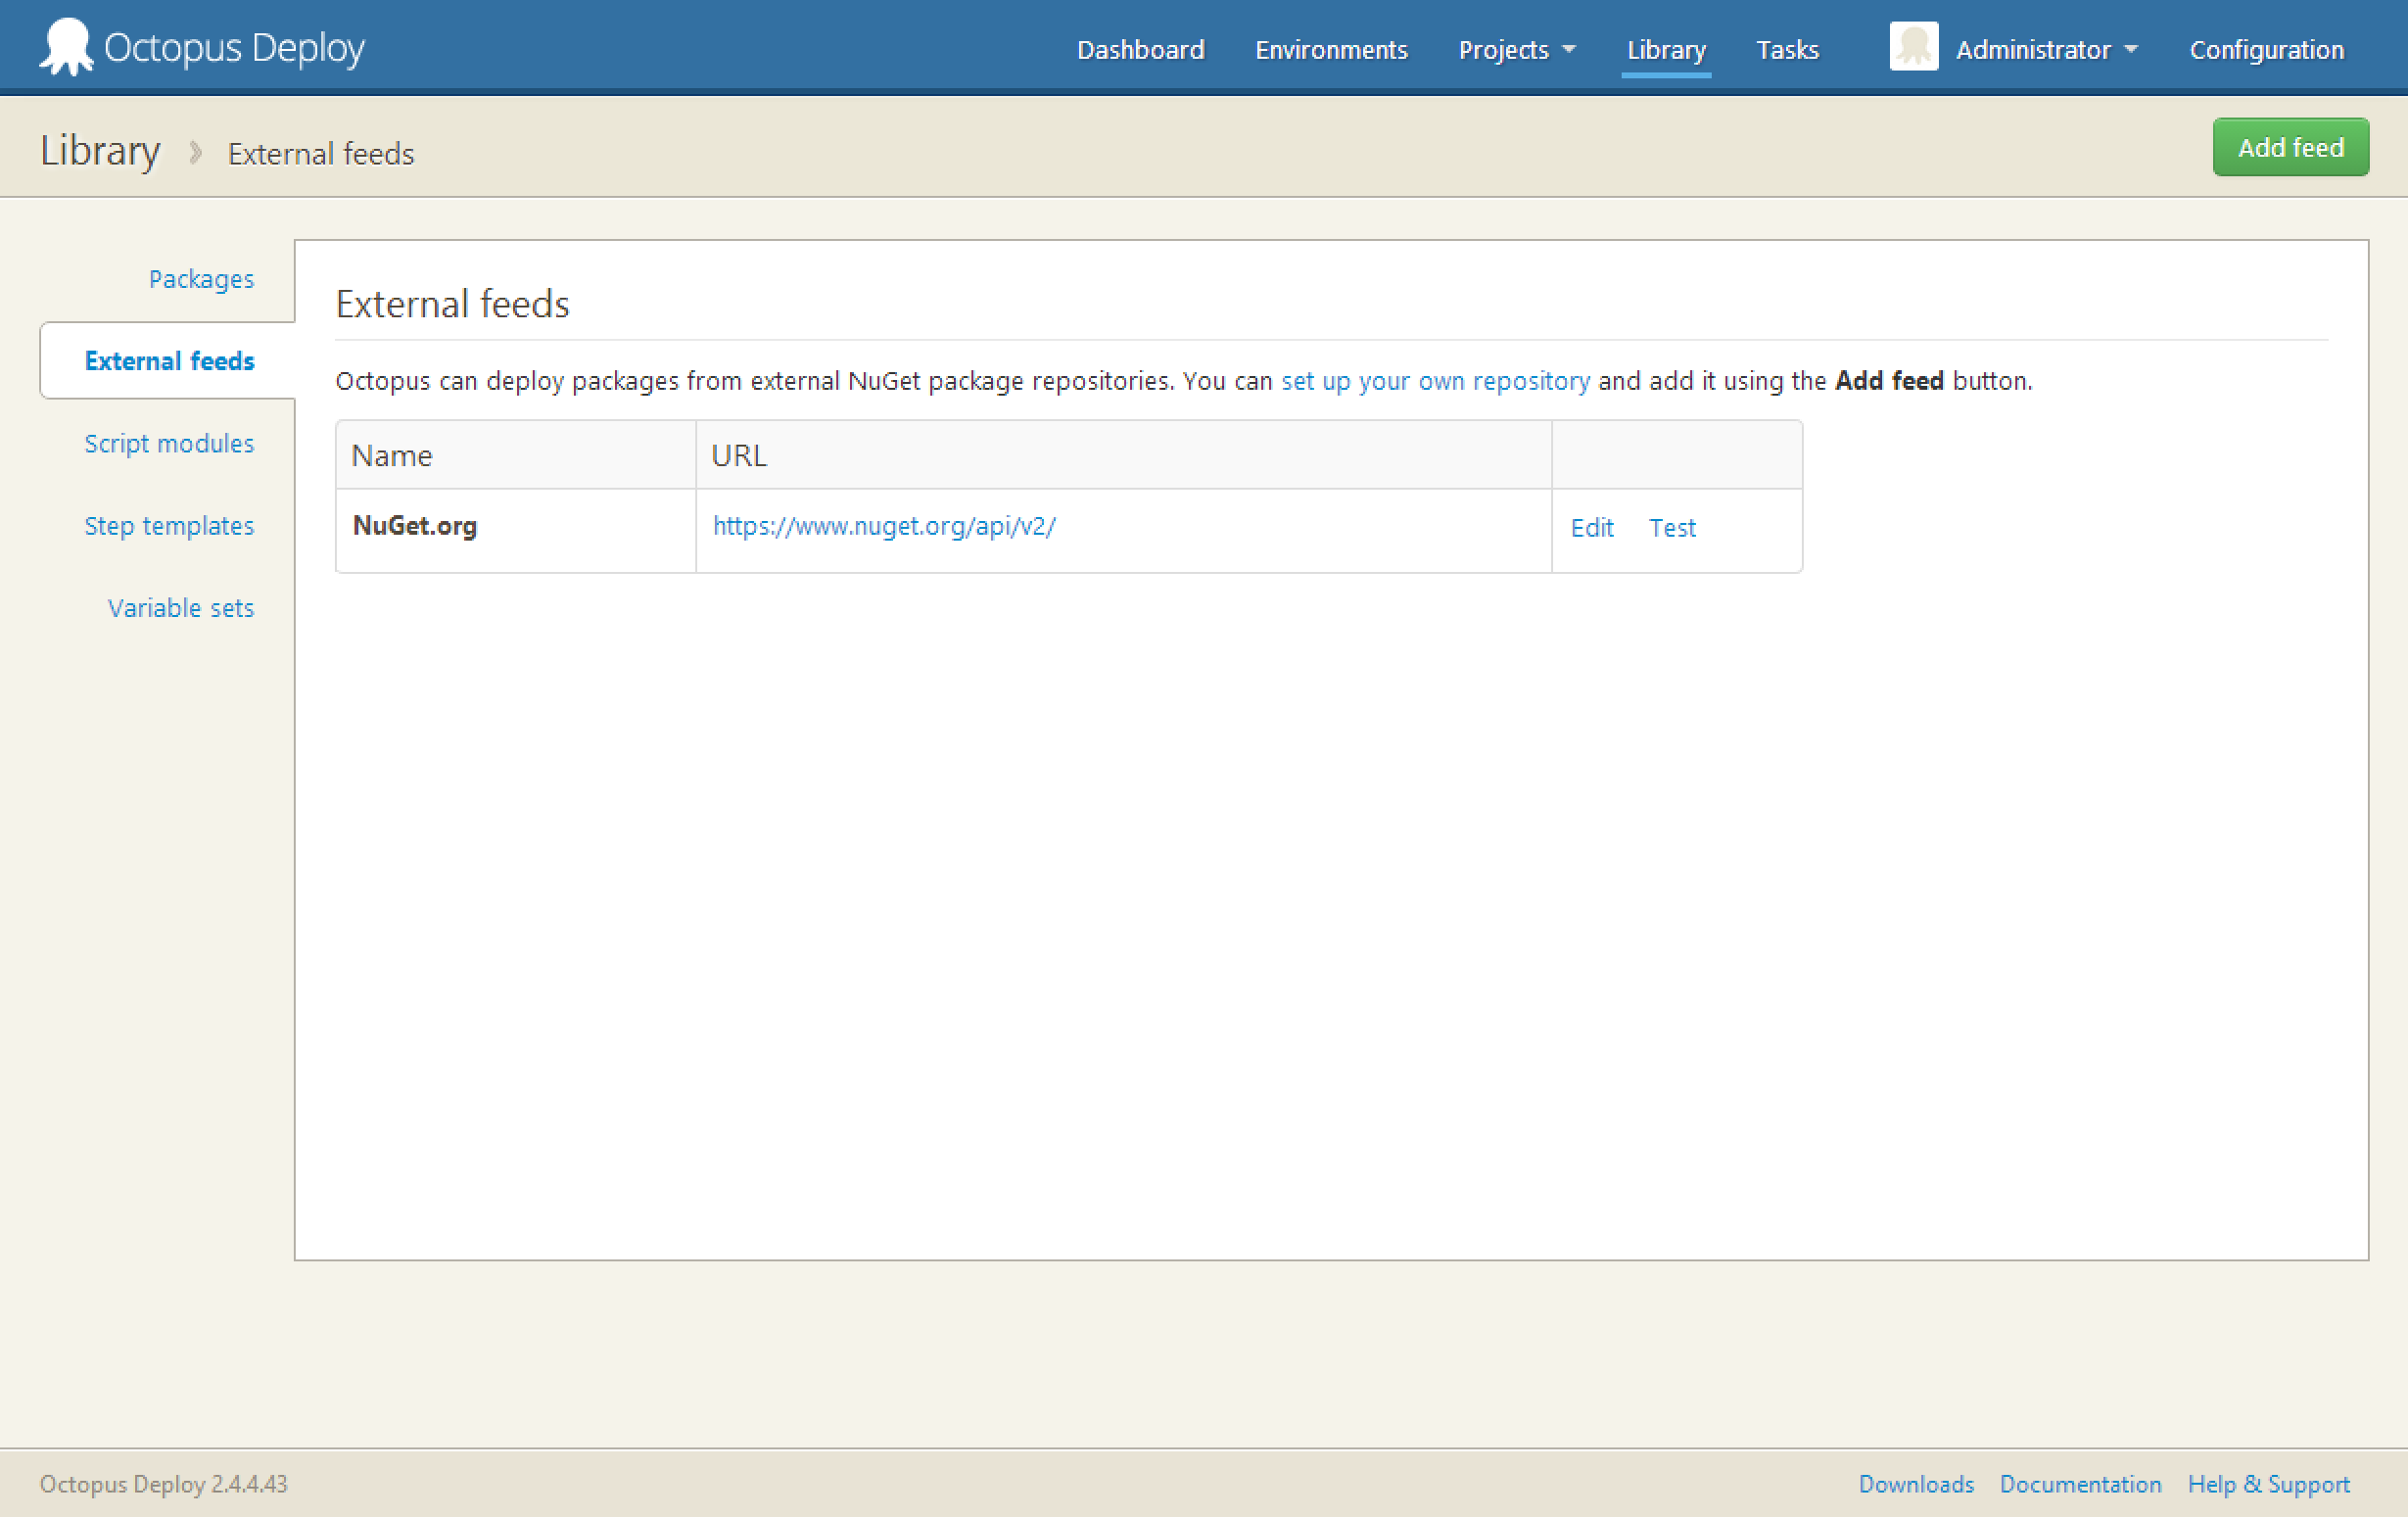 Octopus Deploy
Dashboard Environments Projects Library Tasks Administrator Configuration
Library External feeds
Add feed
Packages
External feeds
Script modules
Step templates
Variable sets
External feeds
Octopus can deploy packages from external NuGet package repositories. You can set up your own repository and add it using the Add feed button.
Name URL
NuGet.org https://www.nuget.org/api/v2/ Edit Test
Octopus Deploy 2.4.4.43
Downloads Documentation Help & Support